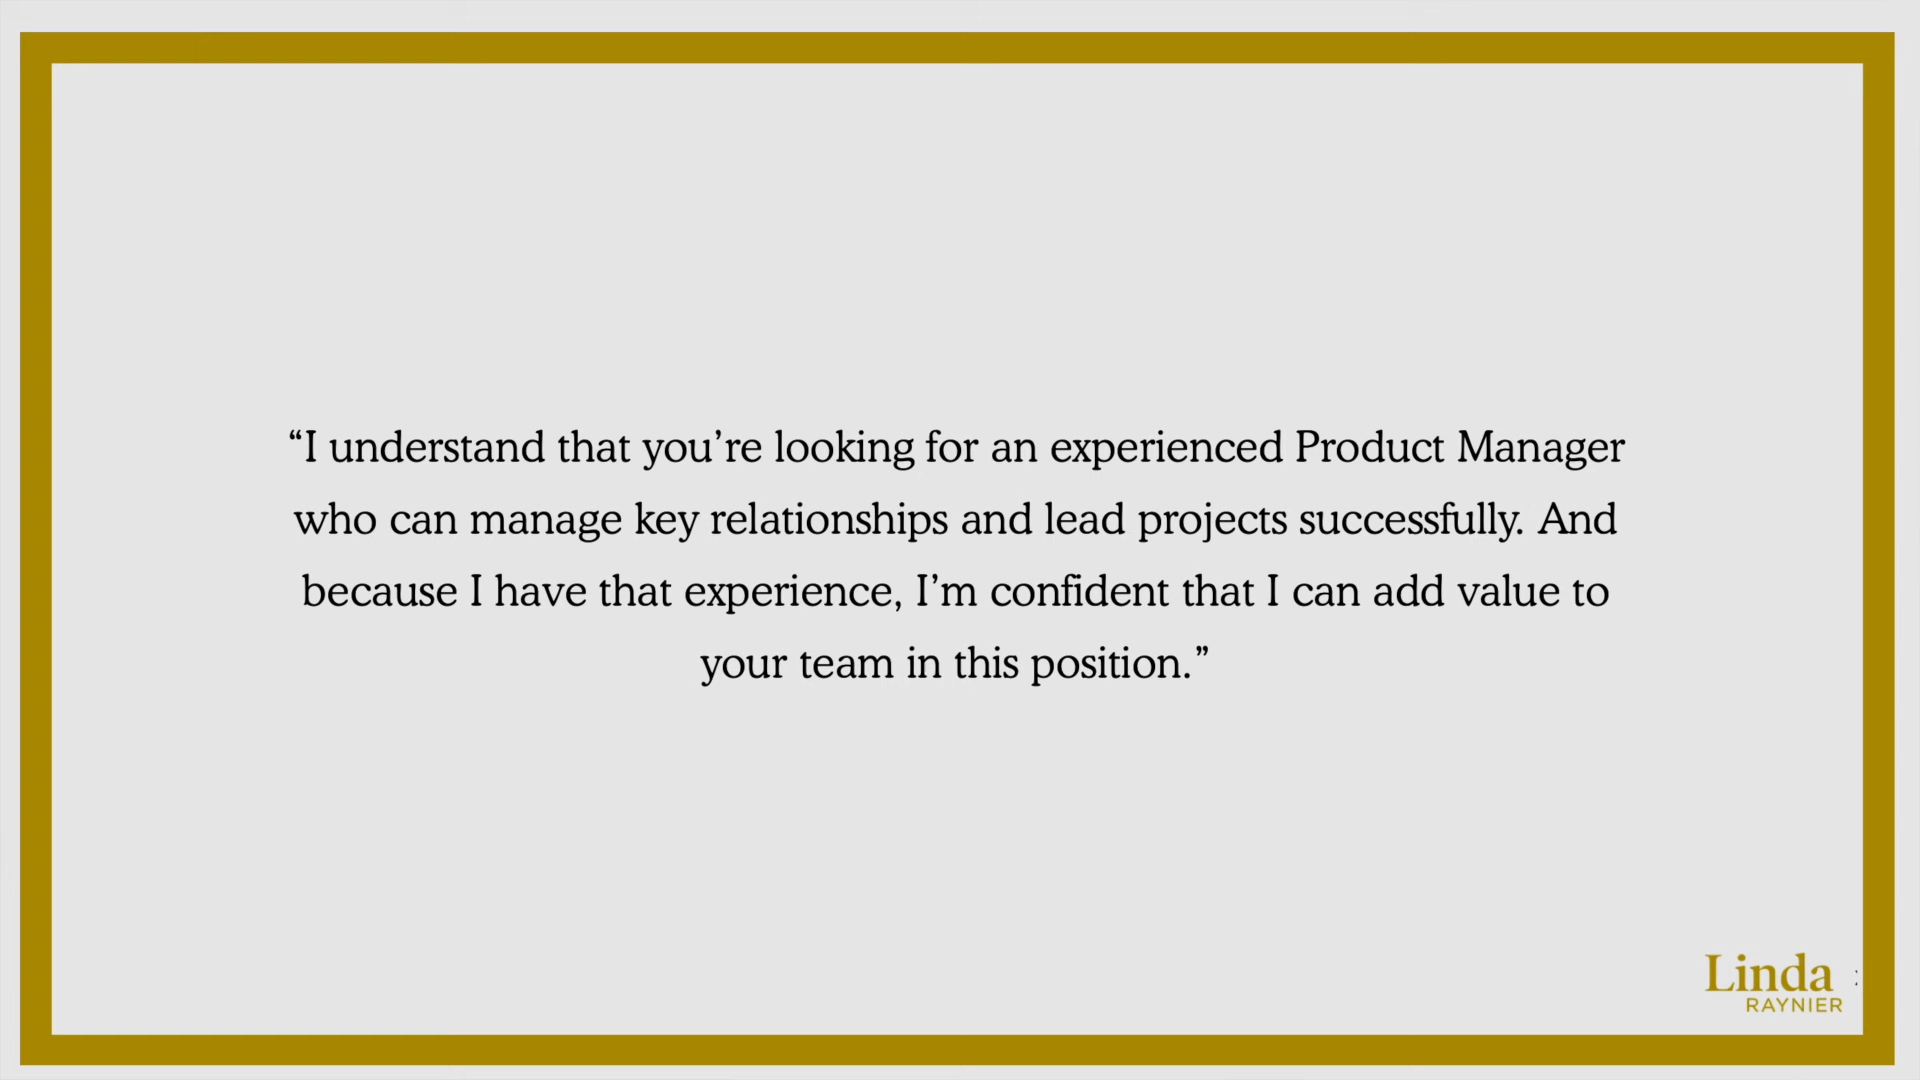 “I understand that you’re looking for an experienced Product Manager
who can manage key relationships and lead projects successfully. And
because I have that experience, I’m confident that I can add value to
your team in this position.”
Linda
RAYNIER